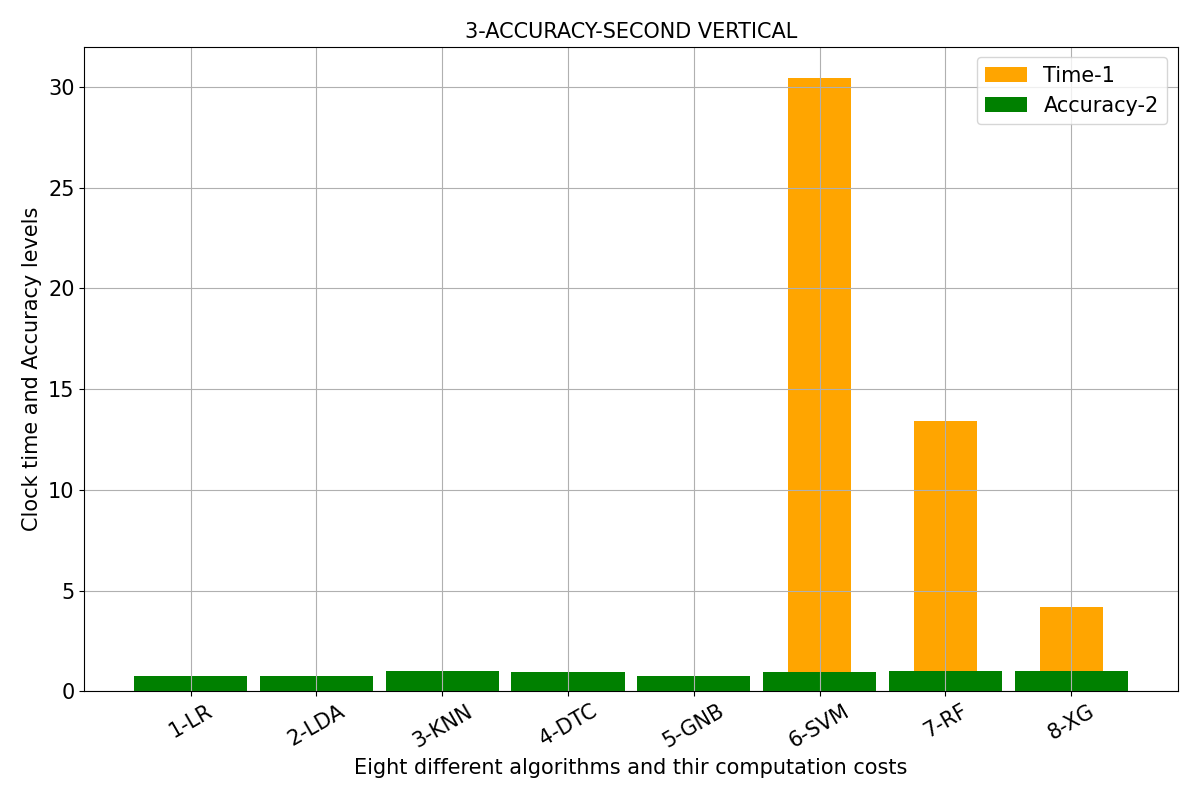 3-ACCURACY-SECOND VERTICAL
Time-1
Accuracy-2
Clock time and Accuracy levels
30
25
20
15
10
5
0
1-LR
2-LDA
3-KNN
4-DTC
5-GNB
6-SVM
7-RF
8-XG
Eight different algorithms and thir computation costs